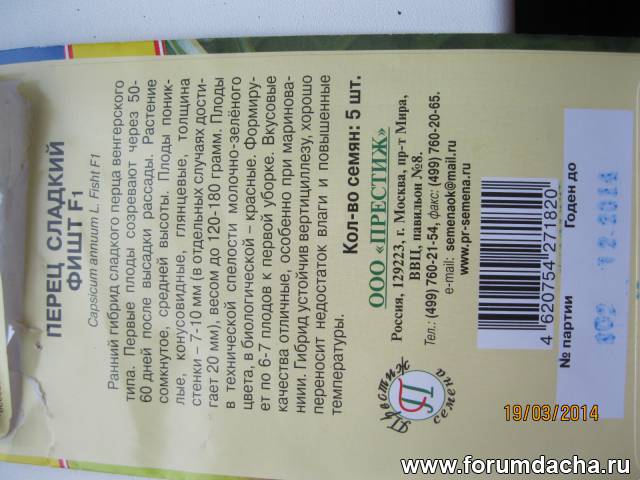 ПЕРЕЦ СЛАДКИЙ
ФИШТ F1
Capsicum annuum L. Fisht F1
Ранний гибрид сладкого перца венгерского
типа. Первые плоды созревают через 50-
60 дней после высадки рассады. Растение
сомкнутое, средней высоты. Плоды поник-
лые, конусовидные, глянцевые, толщина
стенки – 7-10 мм (в отдельных случаях дости-
гает 20 мм), весом до 120-180 грамм. Плоды
в технической спелости молочно-зелёного
цвета, в биологической – красные. Формиру-
ет по 6-7 плодов к первой уборке. Вкусовые
качества отличные, особенно при маринова-
ниии. Гибрид устойчив вертициллезу, хорошо
переносит недостаток влаги и повышенные
температуры.
Кол-во семян: 5 шт.
ООО «ПРЕСТИЖ»
Россия, 129223, г. Москва, пр-т Мира,
ВВЦ, павильон №8.
Тел.: (499) 760-21-54, факс: (499) 760-20-65.
e-mail: semenaok@mail.ru
www.pr-semena.ru
Престиж
П
семена
4 620754 271820
№ партии
Годен до
12 2014
19/03/2014
www.forumdacha.ru